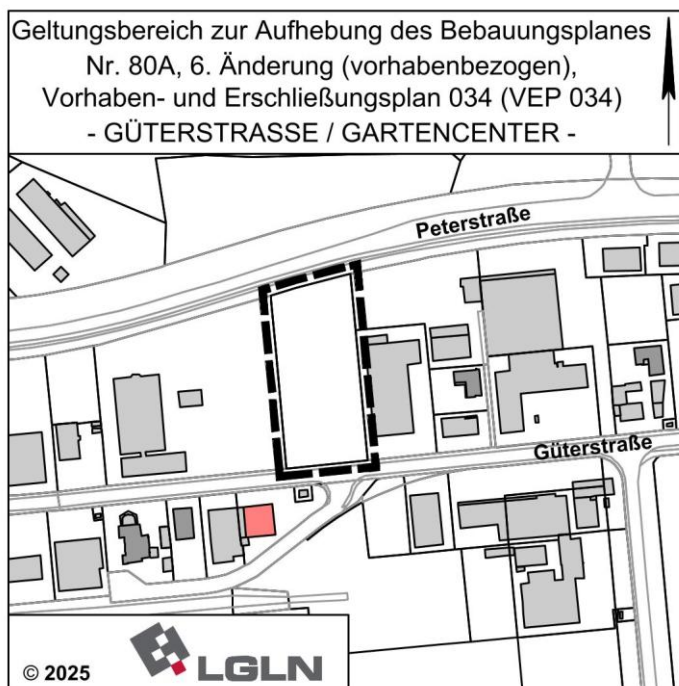 Geltungsbereich zur Aufhebung des Bebauungsplanes
Nr. 80A, 6. Änderung (vorhabenbezogen),
Vorhaben- und Erschließungsplan 034 (VEP 034)
- GÜTERSTRASSE / GARTENCENTER -
Peterstraße
Güterstraße
© 2025
LGLN